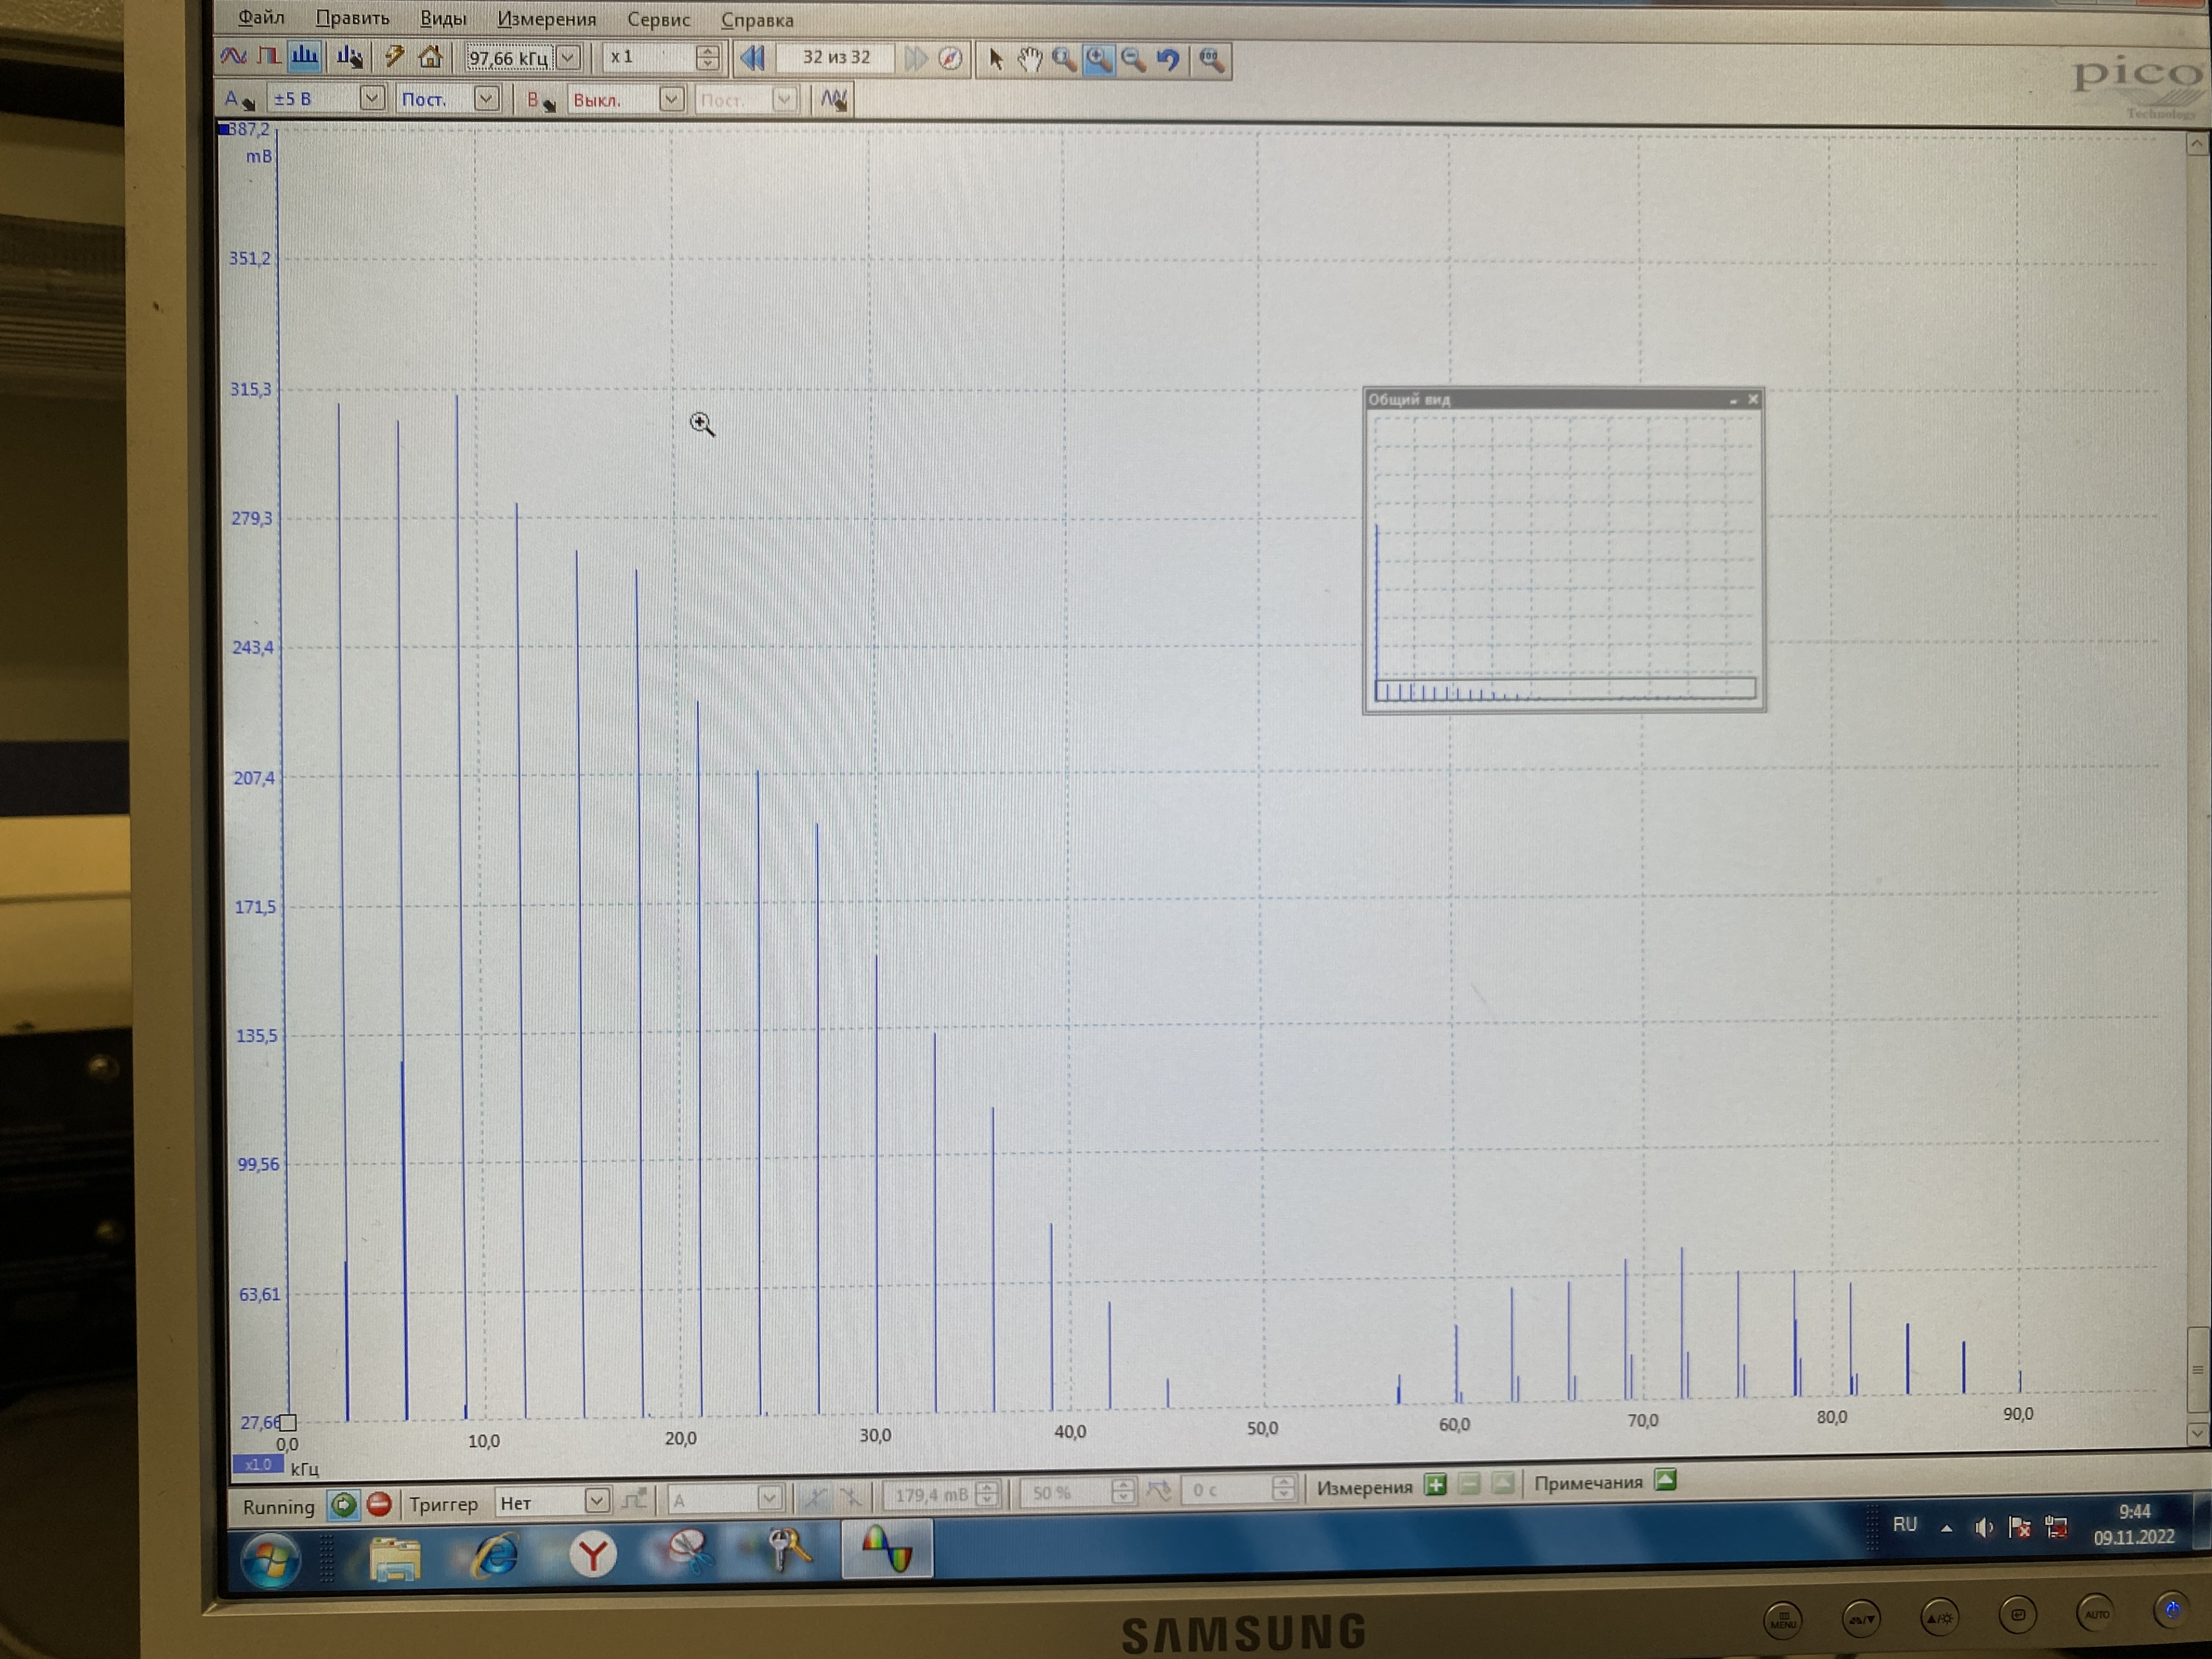 Файл Править Виды Измерения Сервис Справка
97,66 кГц x 1 32 из 32
pico
Technology
A ±5 В Пост. B Выкл. Пост.
387,2
mB
351,2
315,3
Общий вид
279,3
243,4
207,4
171,5
135,5
99,56
63,61
27,66
0,0 10,0 20,0 30,0 40,0 50,0 60,0 70,0 80,0 90,0
x1,0 kГц
Running Триггер Нет A 179,4 mB 50 % 0 c Измерения Примечания
RU 9:44
09.11.2022
SAMSUNG
MENU AUTO